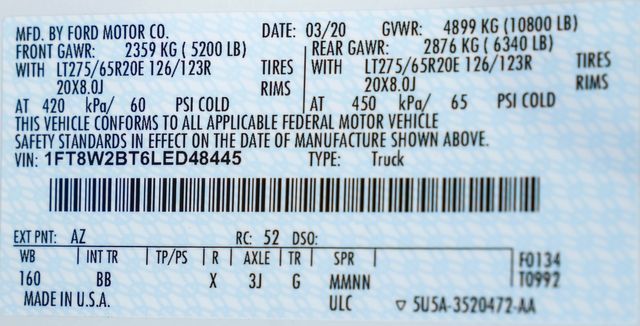 MFD. BY FORD MOTOR CO. DATE: 03/20 GVWR: 4899 KG (10800 LB)
FRONT GAWR: 2359 KG ( 5200 LB) REAR GAWR: 2876 KG ( 6340 LB)
WITH LT275/65R20E 126/123R TIRES WITH LT275/65R20E 126/123R TIRES
20X8.0J RIMS 20X8.0J RIMS
AT 420 kPa/ 60 PSI COLD AT 450 kPa/ 65 PSI COLD
THIS VEHICLE CONFORMS TO ALL APPLICABLE FEDERAL MOTOR VEHICLE
SAFETY STANDARDS IN EFFECT ON THE DATE OF MANUFACTURE SHOWN ABOVE.
VIN: 1FT8W2BT6LED48445 TYPE: Truck
EXT PNT: AZ RC: 52 DSO:
WB INT TR TP/PS R AXLE TR SPR F0134
160 BB X 3J G MMNN T0992
MADE IN U.S.A. ULC ▽ 5U5A-3520472-AA